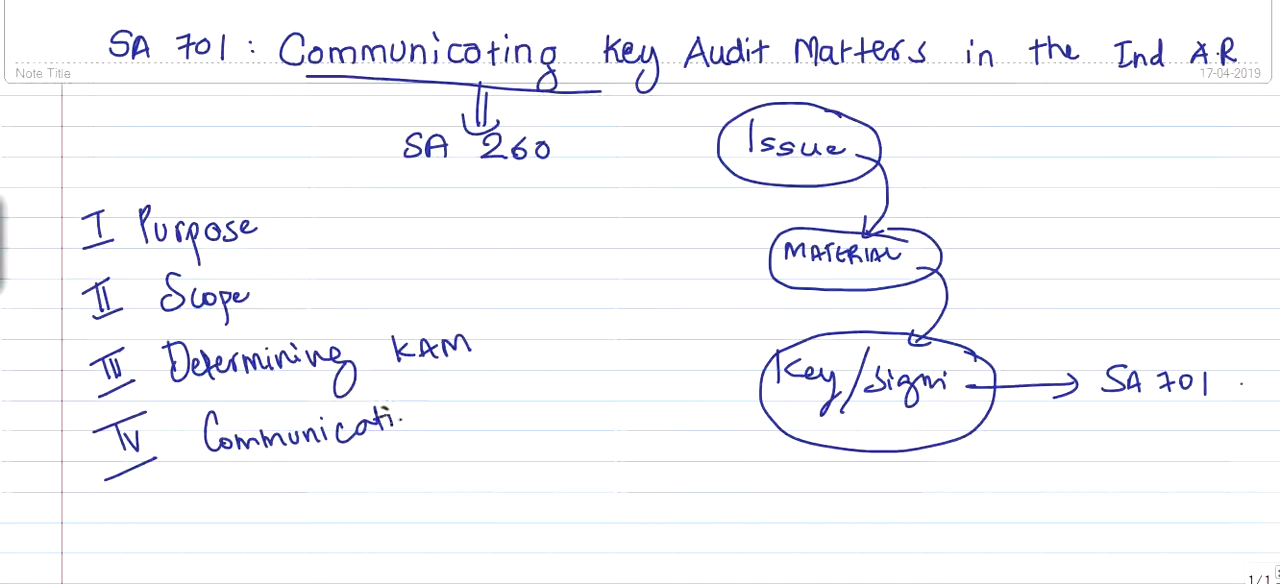 SA 701 : Communicating Key Audit Matters in the Ind A.R
Note Title
17-04-2019
SA 260
Issue
MATERIAL
Key/Signi → SA 701
I Purpose
II Scope
III Determining KAM
IV Communicati
1/1